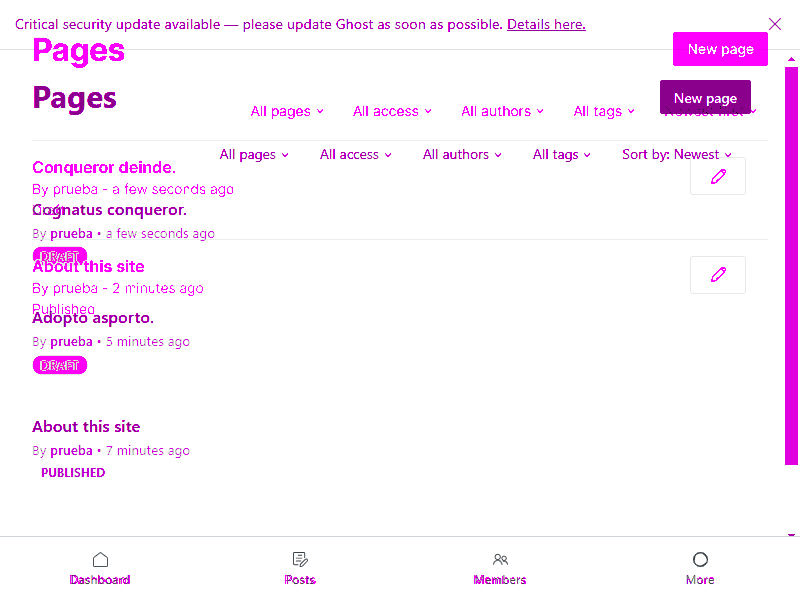 Critical security update available — please update Ghost as soon as possible. Details here.
Pages
New page
Pages
New page
All pages
All access
All authors
All tags
Newest first
All pages
All access
All authors
All tags
Sort by: Newest
Conqueror deinde.
By prueba - a few seconds ago
Draft
Cognatus conqueror.
By prueba • a few seconds ago
DRAFT
About this site
By prueba - 2 minutes ago
Published
Adopto asporto.
By prueba • 5 minutes ago
DRAFT
About this site
By prueba • 7 minutes ago
PUBLISHED
Dashboard
Posts
Members
More